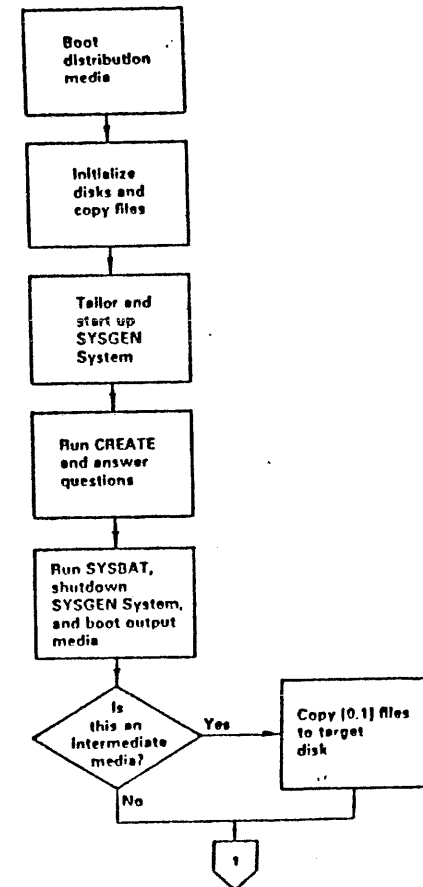 Boot
distribution
media
Initialize
disks and
copy files
Tailor and
start up
SYSGEN
System
Run CREATE
and answer
questions
Run SYSBAT,
shutdown
SYSGEN System,
and boot output
media
Is
this an
Intermediate
media?
Yes
No
Copy [0,1] files
to target
disk
1